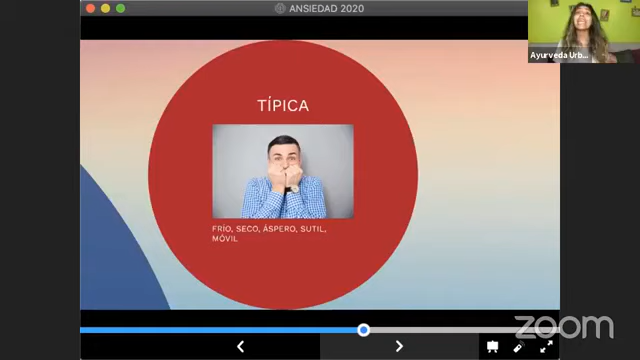 ANSIEDAD 2020
Ayurveda Urb...
TÍPICA
FRÍO, SECO, ÁSPERO, SUTIL,
MÓVIL
zoom